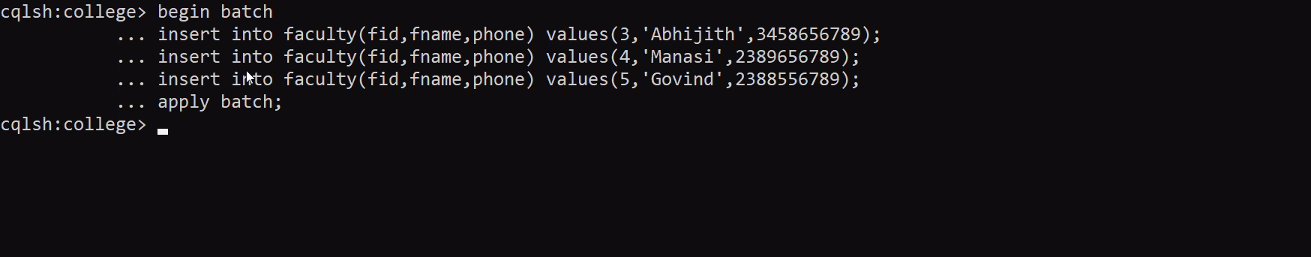 cqlsh:college> begin batch
... insert into faculty(fid,fname,phone) values(3,'Abhijith',3458656789);
... insert into faculty(fid,fname,phone) values(4,'Manasi',2389656789);
... insert into faculty(fid,fname,phone) values(5,'Govind',2388556789);
... apply batch;
cqlsh:college>